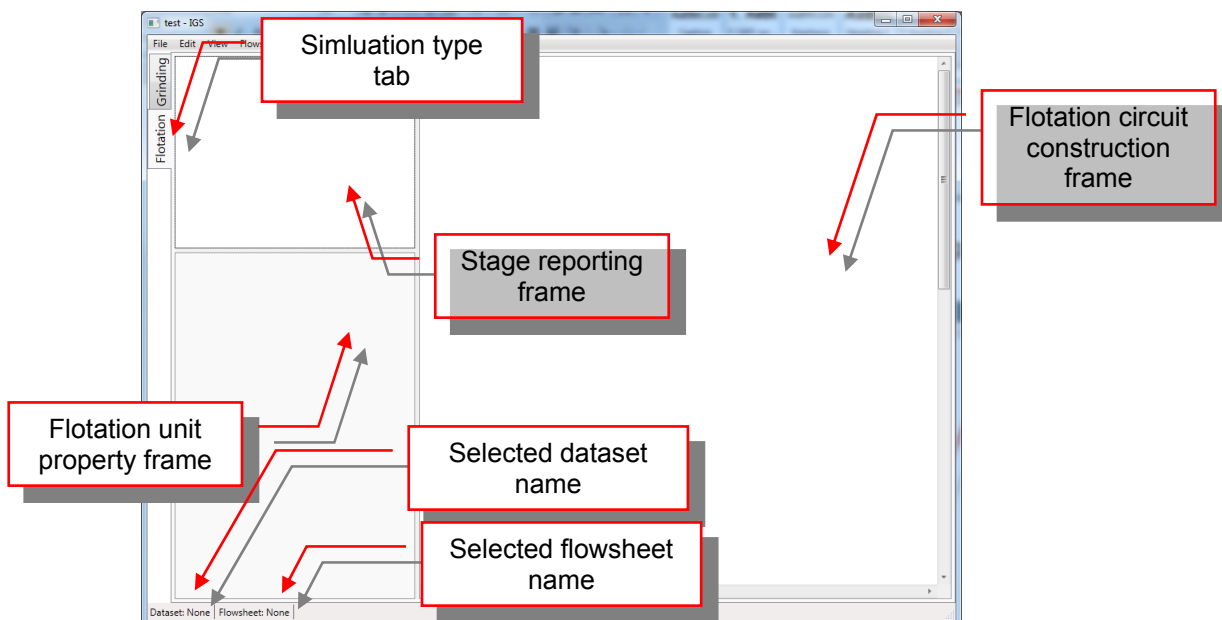 test - IGS
File Edit View Flows
Simluation type
tab
Grinding
Flotation
Flotation circuit
construction
frame
Stage reporting
frame
Flotation unit
property frame
Selected dataset
name
Selected flowsheet
name
Dataset: None Flowsheet: None